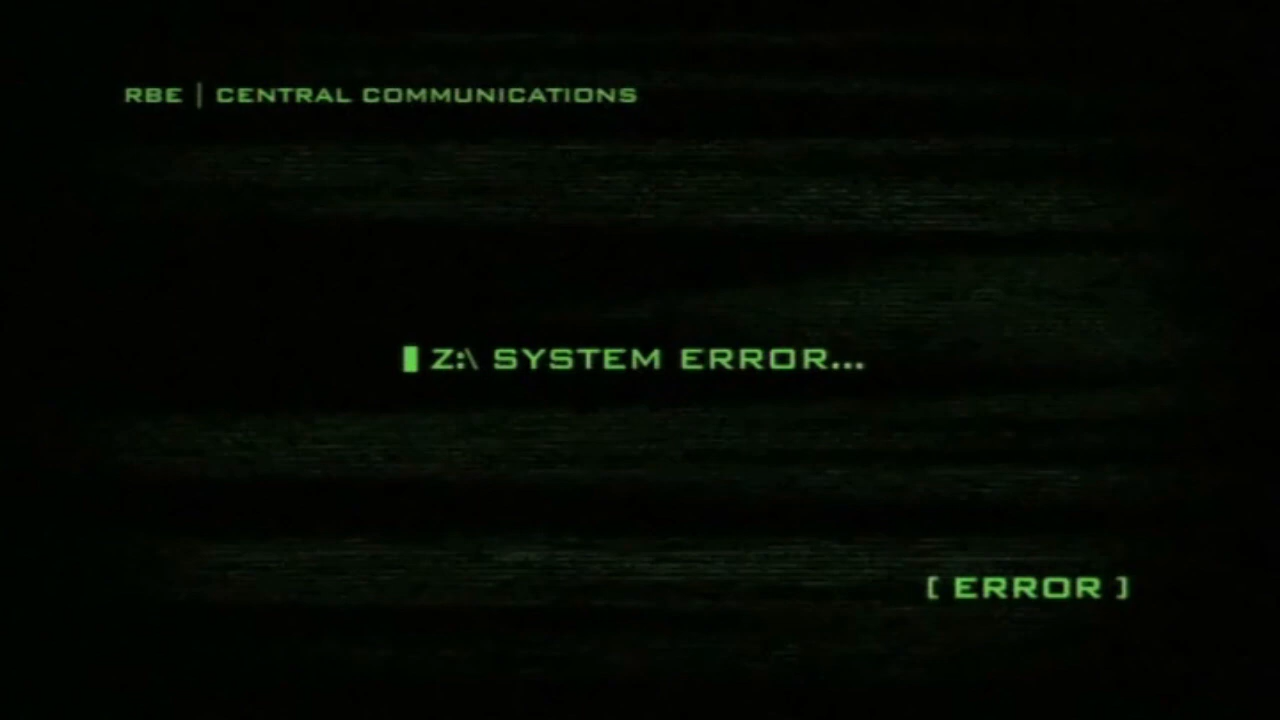 RBE | CENTRAL COMMUNICATIONS
Z:\ SYSTEM ERROR...
[ ERROR ]